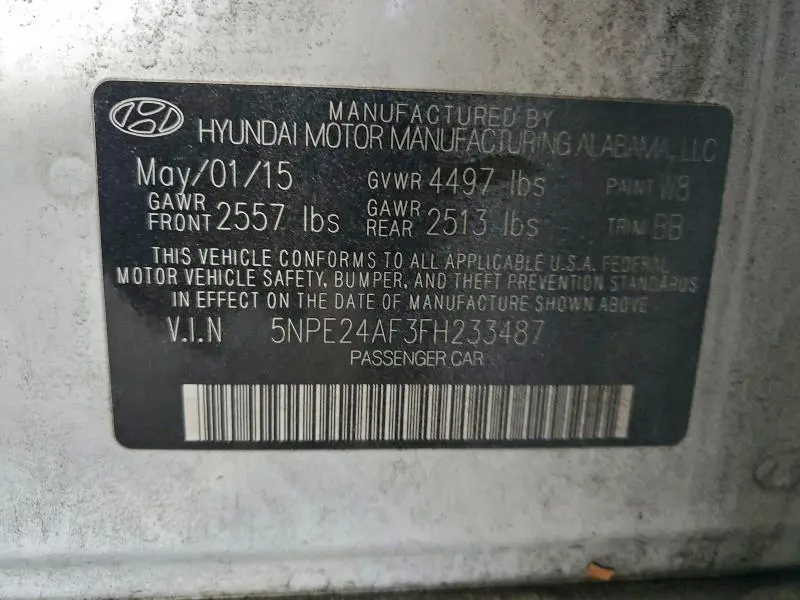 MANUFACTURED BY
HYUNDAI MOTOR MANUFACTURING ALABAMA, LLC
May/01/15 GVWR 4497 lbs PAINT W8
GAWR FRONT 2557 lbs GAWR REAR 2513 lbs TRIM BB
THIS VEHICLE CONFORMS TO ALL APPLICABLE U.S.A. FEDERAL
MOTOR VEHICLE SAFETY, BUMPER, AND THEFT PREVENTION STANDARDS
IN EFFECT ON THE DATE OF MANUFACTURE SHOWN ABOVE
V.I.N 5NPE24AF3FH233487
PASSENGER CAR